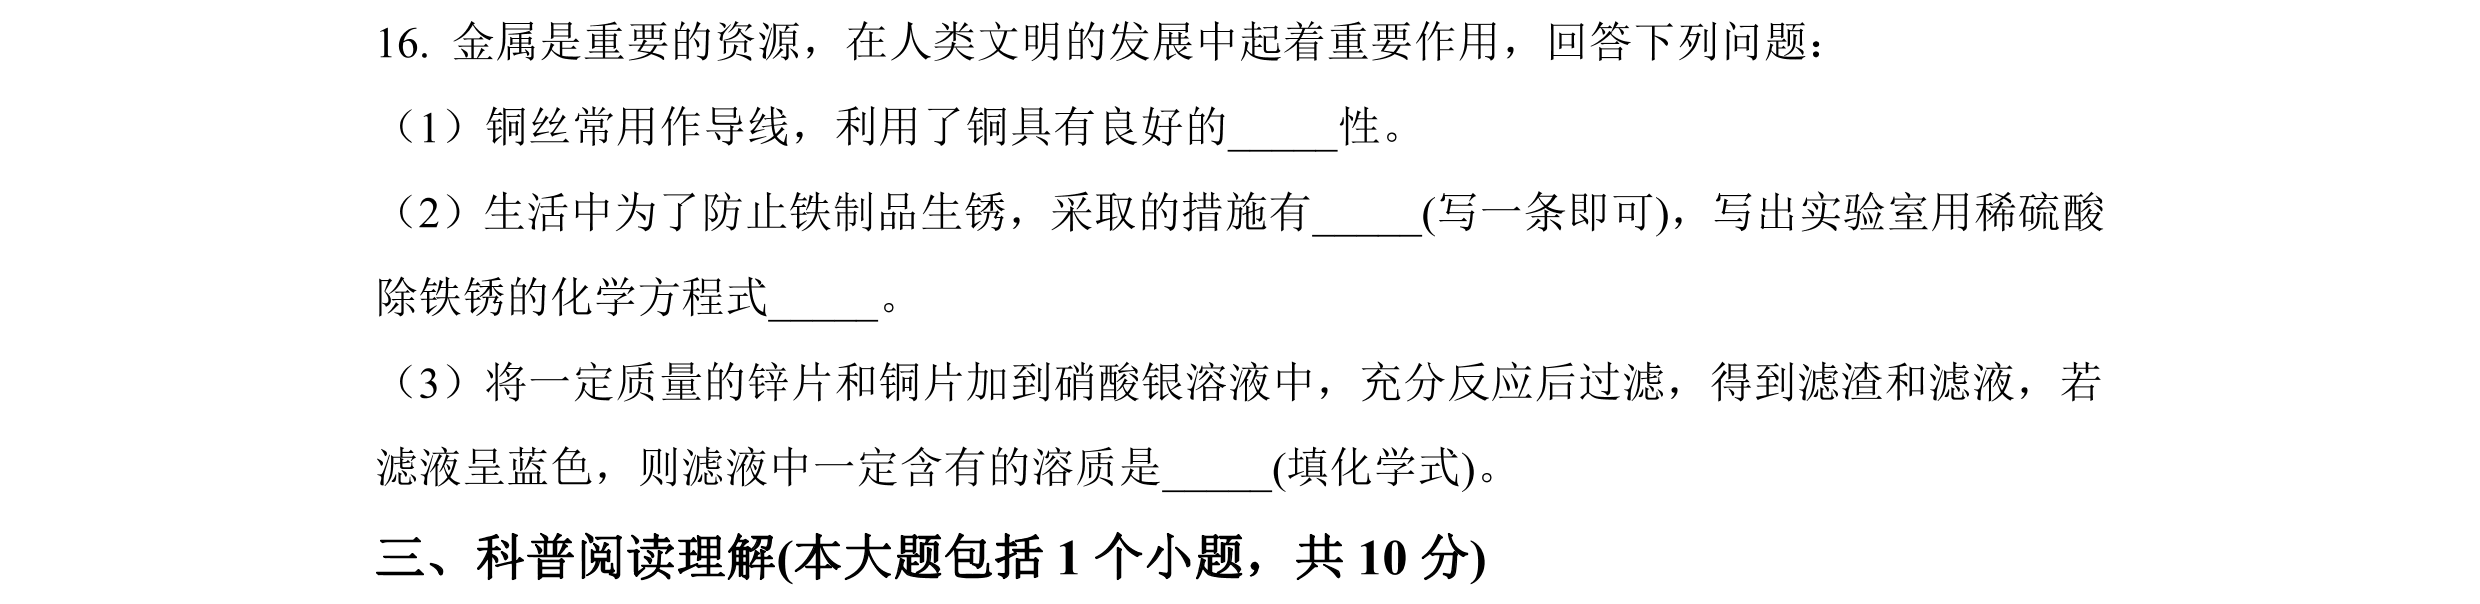 16. 金属是重要的资源，在人类文明的发展中起着重要作用，回答下列问题：
（1）铜丝常用作导线，利用了铜具有良好的_____性。
（2）生活中为了防止铁制品生锈，采取的措施有_____(写一条即可)，写出实验室用稀硫酸
除铁锈的化学方程式_____。
（3）将一定质量的锌片和铜片加到硝酸银溶液中，充分反应后过滤，得到滤渣和滤液，若
滤液呈蓝色，则滤液中一定含有的溶质是_____(填化学式)。
三、科普阅读理解(本大题包括 1 个小题，共 10 分)